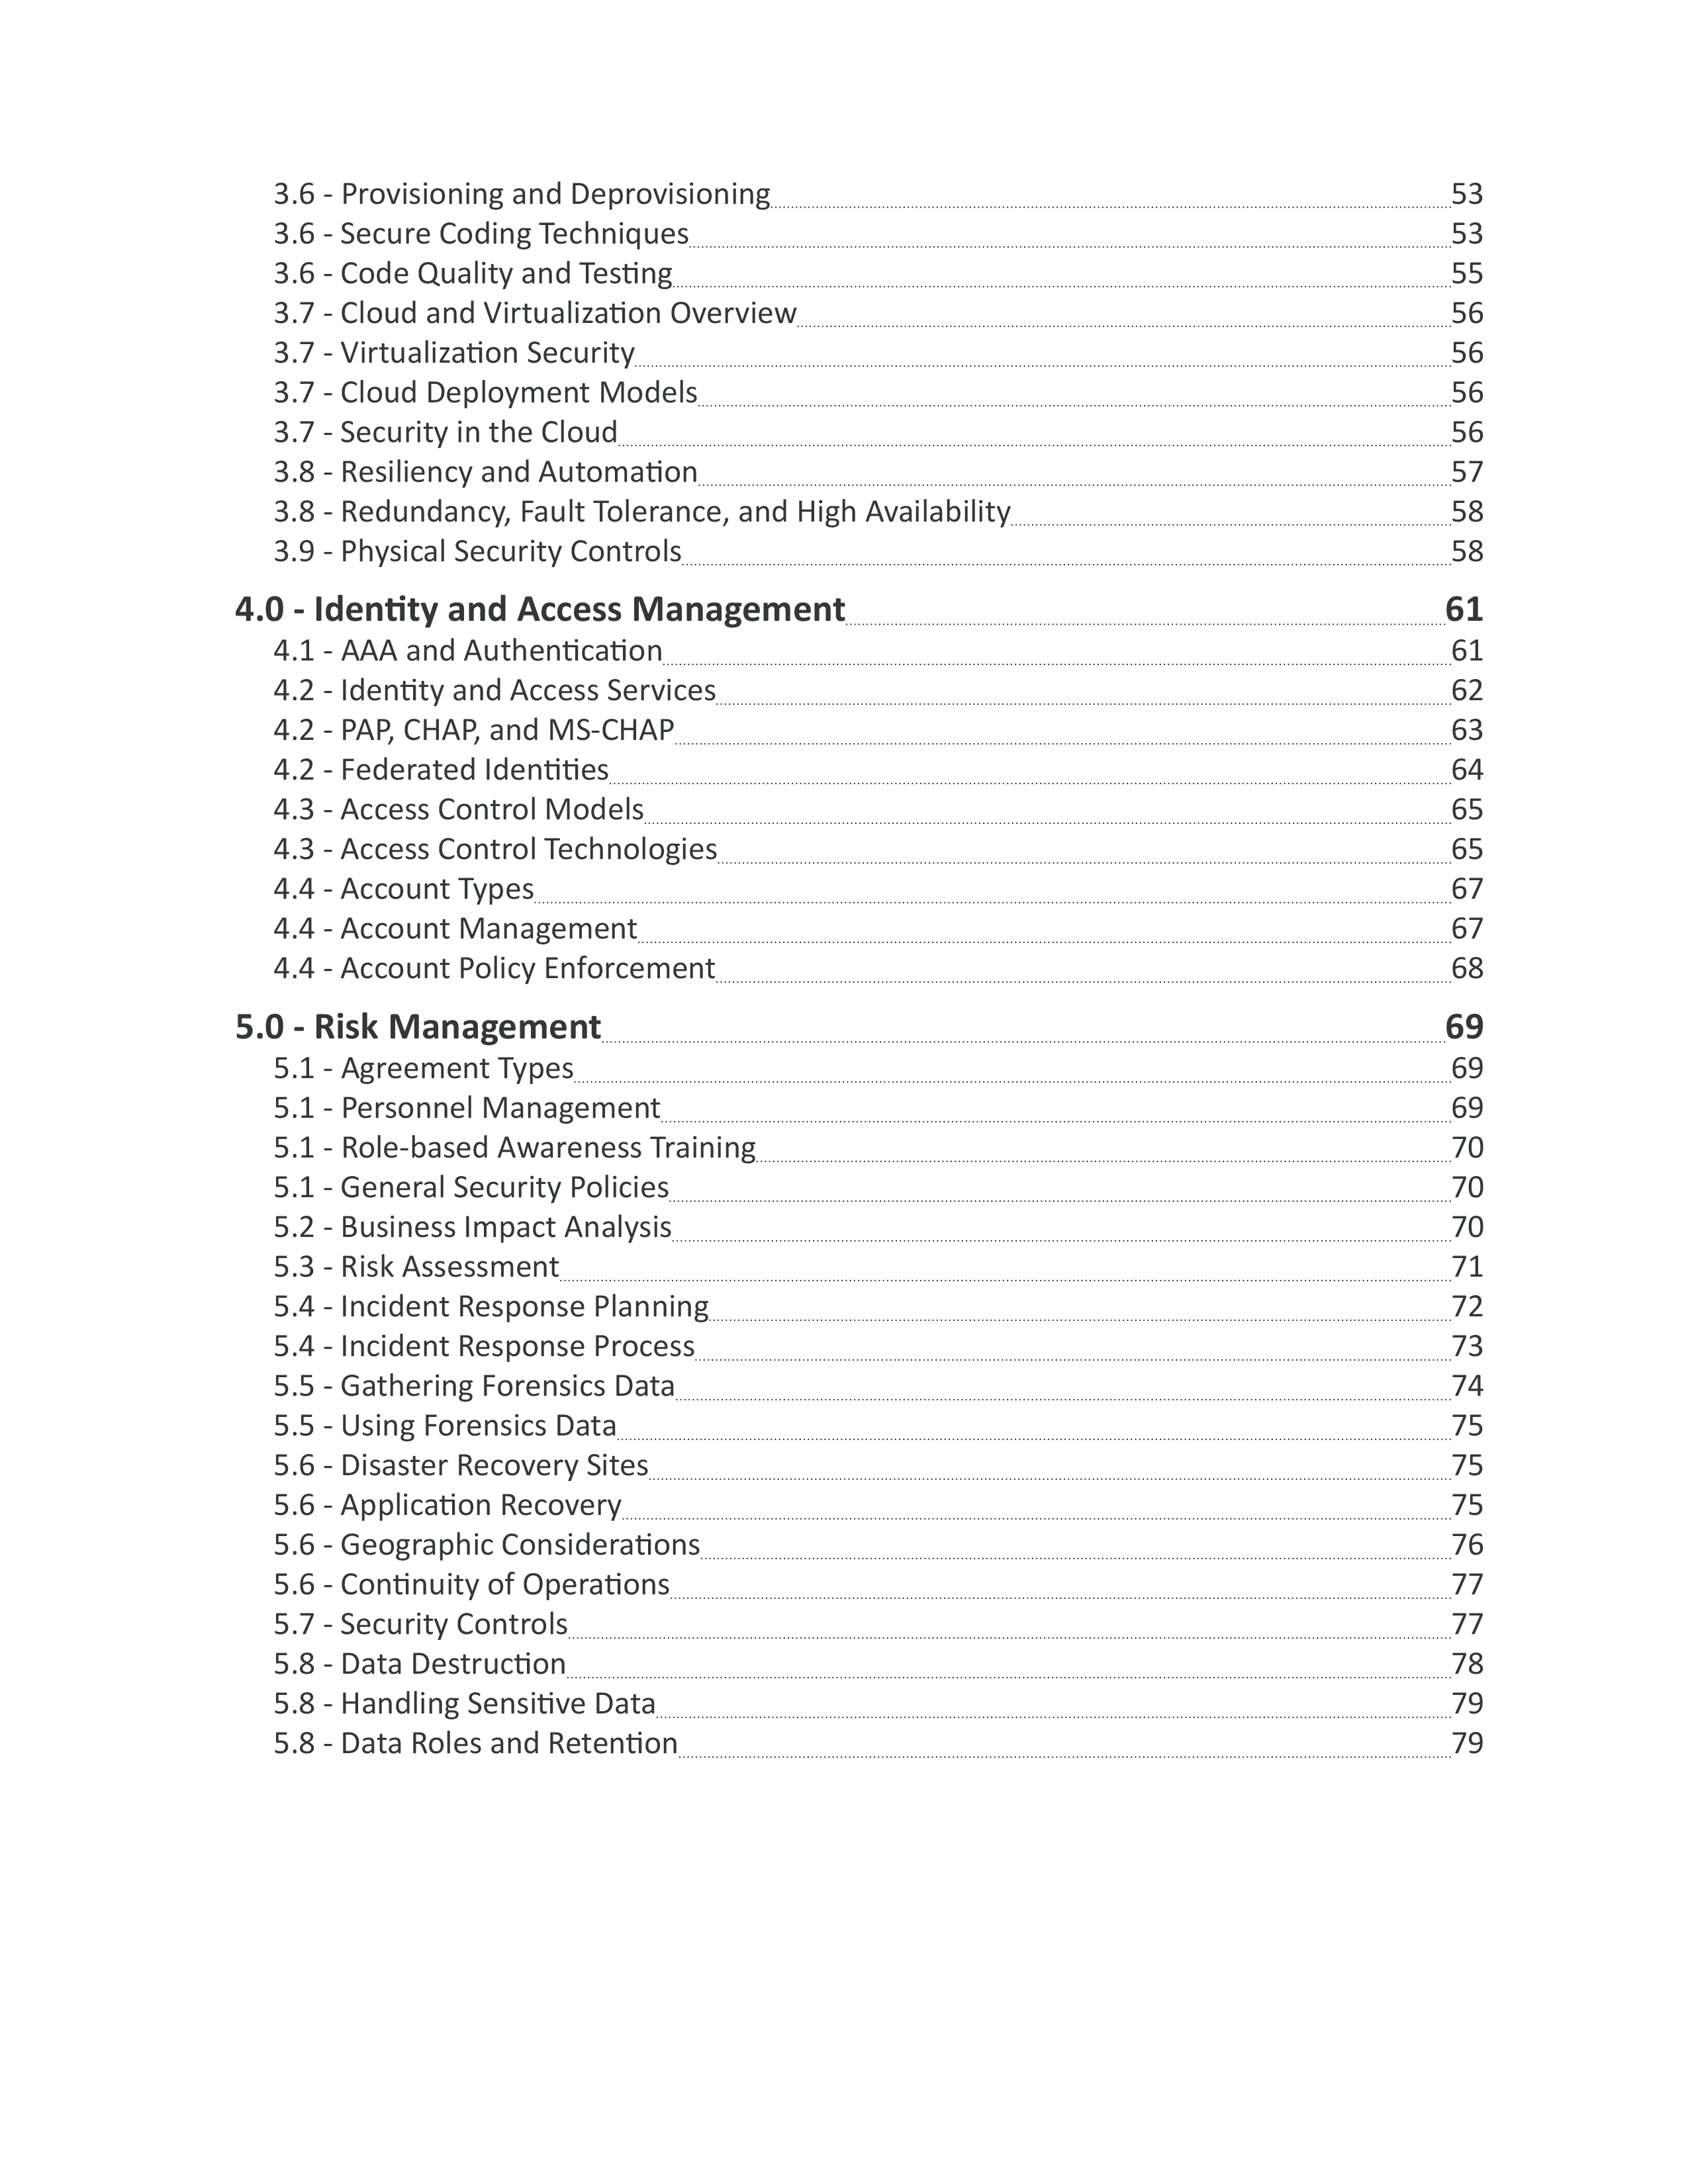 3.6 - Provisioning and Deprovisioning 53
3.6 - Secure Coding Techniques 53
3.6 - Code Quality and Testing 55
3.7 - Cloud and Virtualization Overview 56
3.7 - Virtualization Security 56
3.7 - Cloud Deployment Models 56
3.7 - Security in the Cloud 56
3.8 - Resiliency and Automation 57
3.8 - Redundancy, Fault Tolerance, and High Availability 58
3.9 - Physical Security Controls 58
4.0 - Identity and Access Management 61
4.1 - AAA and Authentication 61
4.2 - Identity and Access Services 62
4.2 - PAP, CHAP, and MS-CHAP 63
4.2 - Federated Identities 64
4.3 - Access Control Models 65
4.3 - Access Control Technologies 65
4.4 - Account Types 67
4.4 - Account Management 67
4.4 - Account Policy Enforcement 68
5.0 - Risk Management 69
5.1 - Agreement Types 69
5.1 - Personnel Management 69
5.1 - Role-based Awareness Training 70
5.1 - General Security Policies 70
5.2 - Business Impact Analysis 70
5.3 - Risk Assessment 71
5.4 - Incident Response Planning 72
5.4 - Incident Response Process 73
5.5 - Gathering Forensics Data 74
5.5 - Using Forensics Data 75
5.6 - Disaster Recovery Sites 75
5.6 - Application Recovery 75
5.6 - Geographic Considerations 76
5.6 - Continuity of Operations 77
5.7 - Security Controls 77
5.8 - Data Destruction 78
5.8 - Handling Sensitive Data 79
5.8 - Data Roles and Retention 79